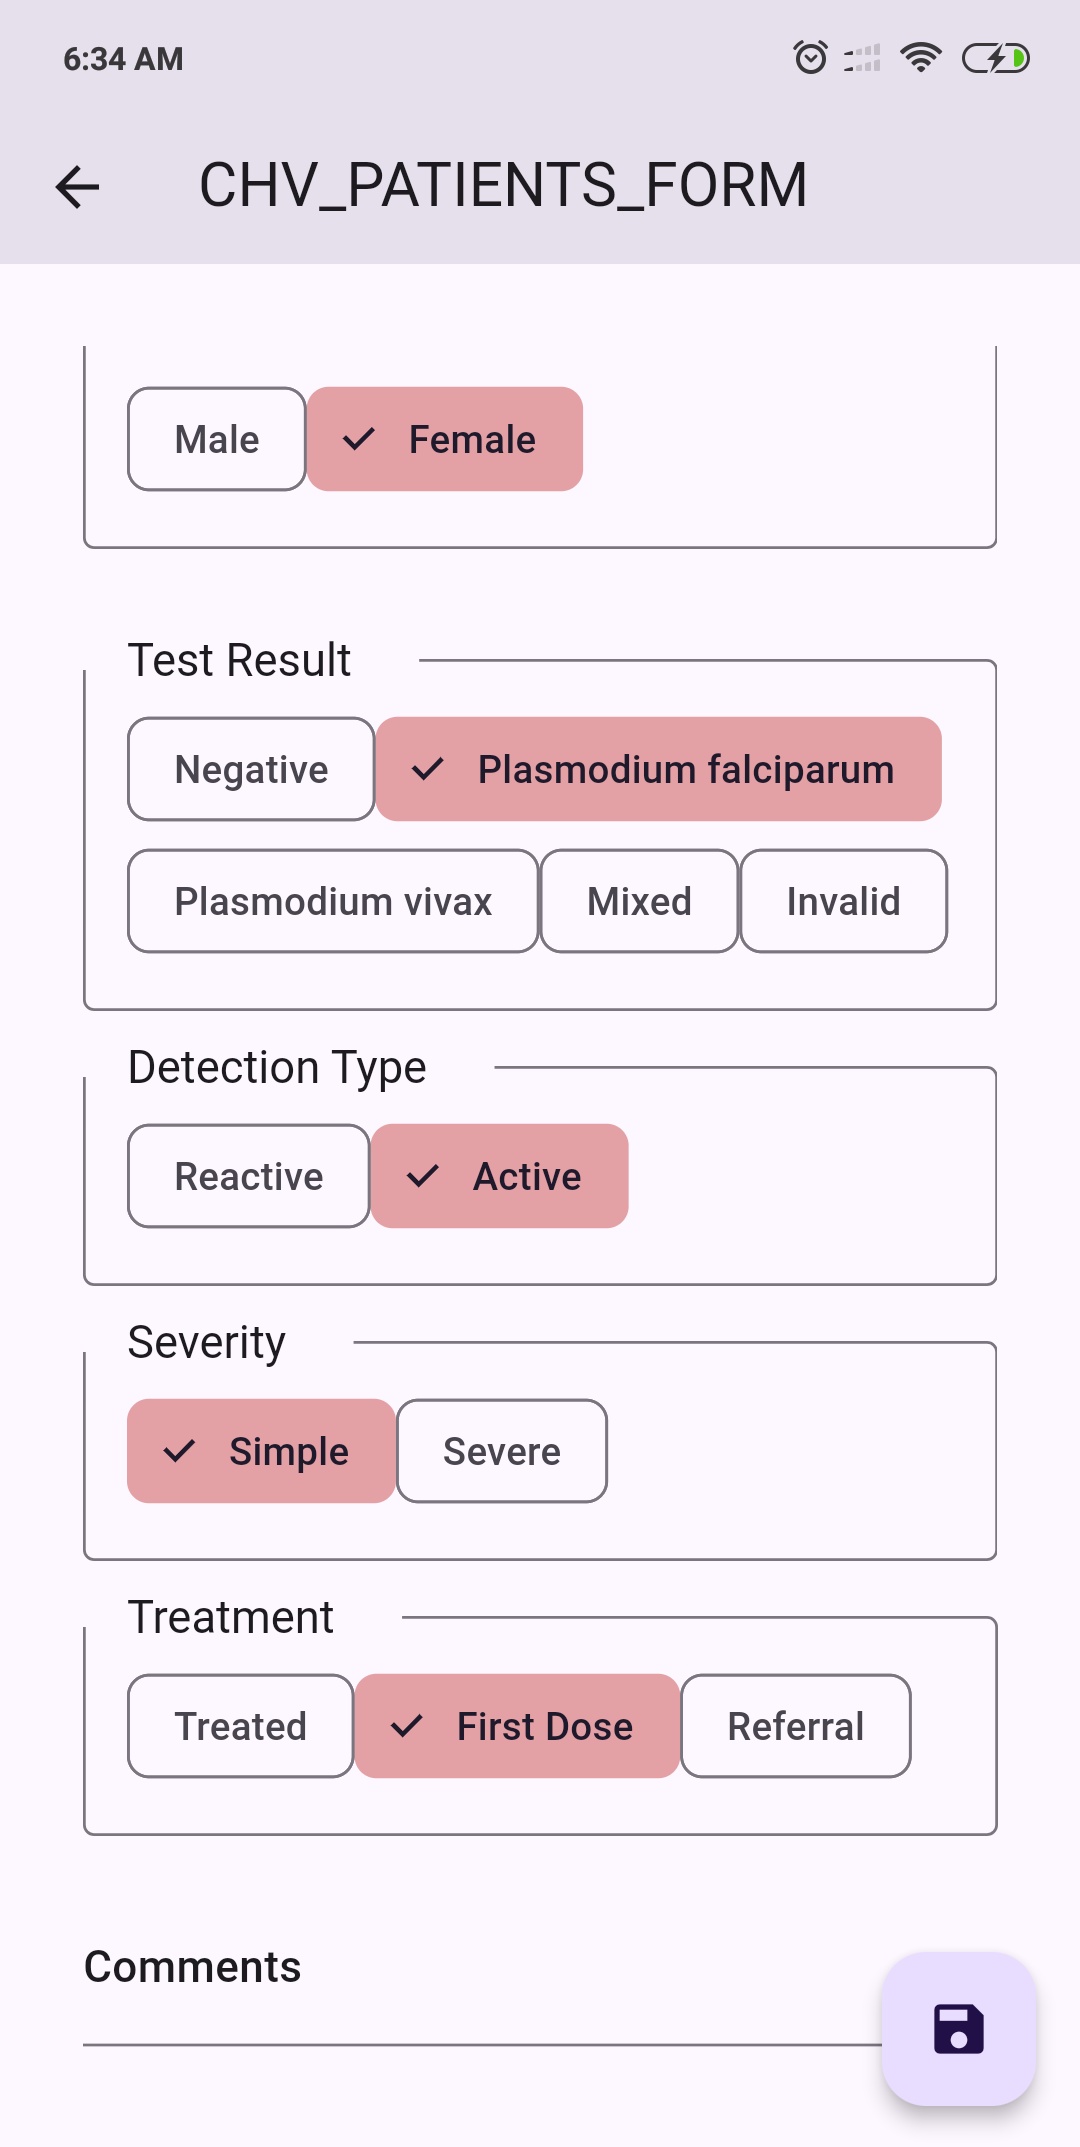 6:34 AM
CHV_PATIENTS_FORM
Male Female
Test Result
Negative Plasmodium falciparum
Plasmodium vivax Mixed Invalid
Detection Type
Reactive Active
Severity
Simple Severe
Treatment
Treated First Dose Referral
Comments